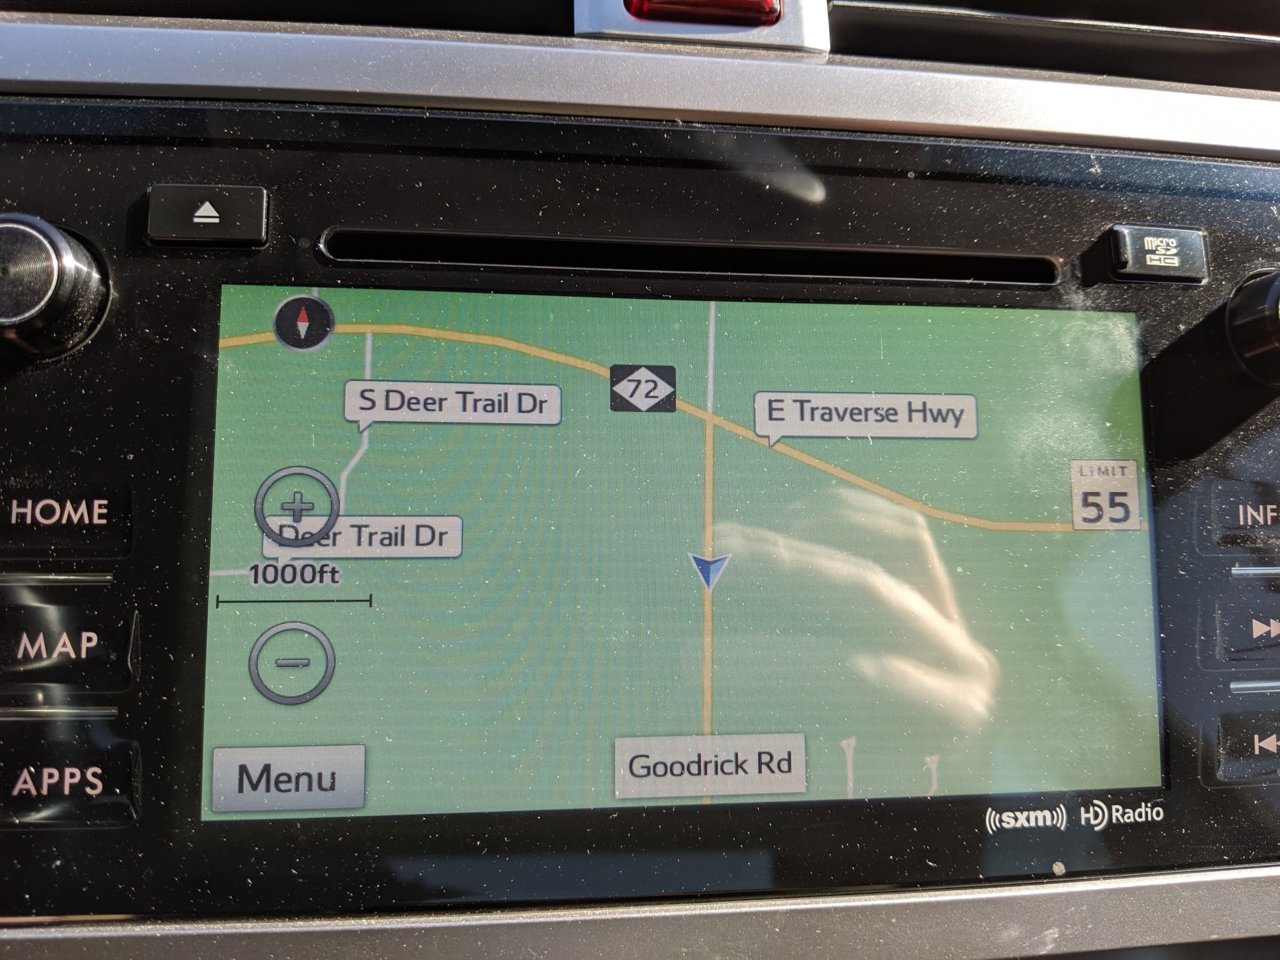 micro
SD
HD
72
S Deer Trail Dr
E Traverse Hwy
LIMIT
55
HOME
INF
Deer Trail Dr
1000ft
MAP
APPS
Menu
Goodrick Rd
((sxm)) HD Radio